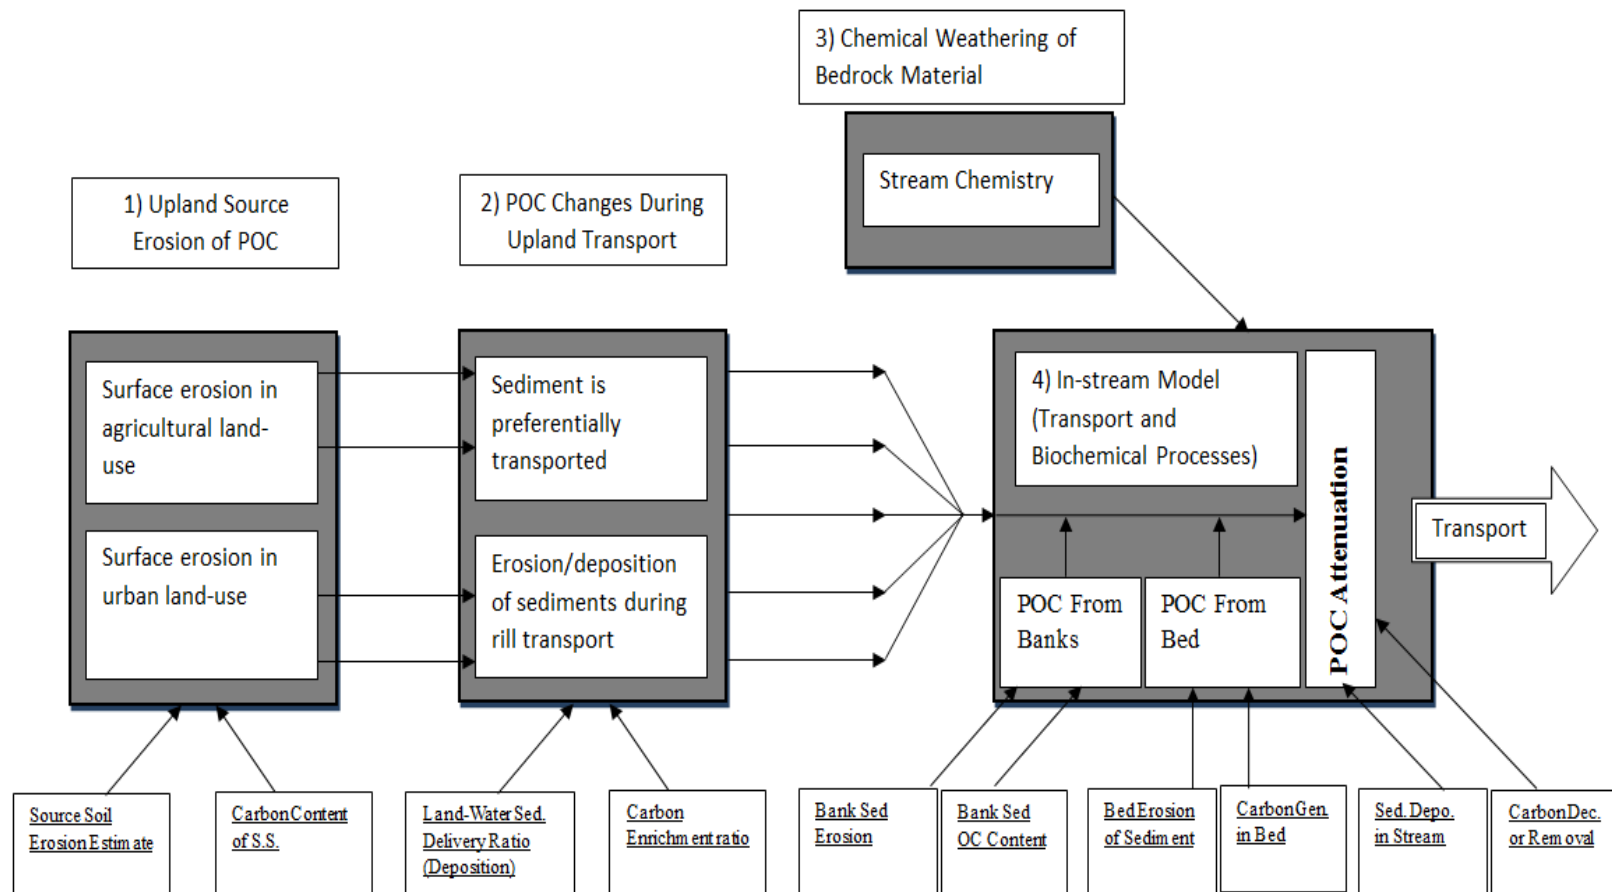 3) Chemical Weathering of
Bedrock Material
Stream Chemistry
1) Upland Source
Erosion of POC
2) POC Changes During
Upland Transport
Surface erosion in
agricultural land-
use
Surface erosion in
urban land-use
Sediment is
preferentially
transported
Erosion/deposition
of sediments during
rill transport
4) In-stream Model
(Transport and
Biochemical Processes)
POC From
Banks
POC From
Bed
POC Attenuation
Transport
Source Soil
Erosion Estimate
Carbon Content
of S.S.
Land-Water Sed.
Delivery Ratio
(Deposition)
Carbon
Enrichment ratio
Bank Sed
Erosion
Bank Sed
OC Content
Bed Erosion
of Sediment
Carbon Gen.
in Bed
Sed. Depo.
in Stream
Carbon Dec.
or Removal